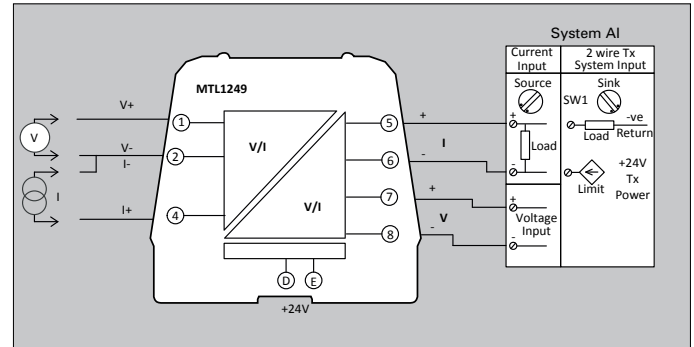 System AI
Current Input
2 wire Tx System Input
MTL1249
Source
Sink
SW1
V+
V
V-
I-
I
I+
1
2
4
V/I
V/I
5
6
7
8
+
I
-
+
V
-
+
Load
-
+
Voltage Input
-
Load
-ve
Return
Limit
+24V
Tx
Power
D
E
+24V